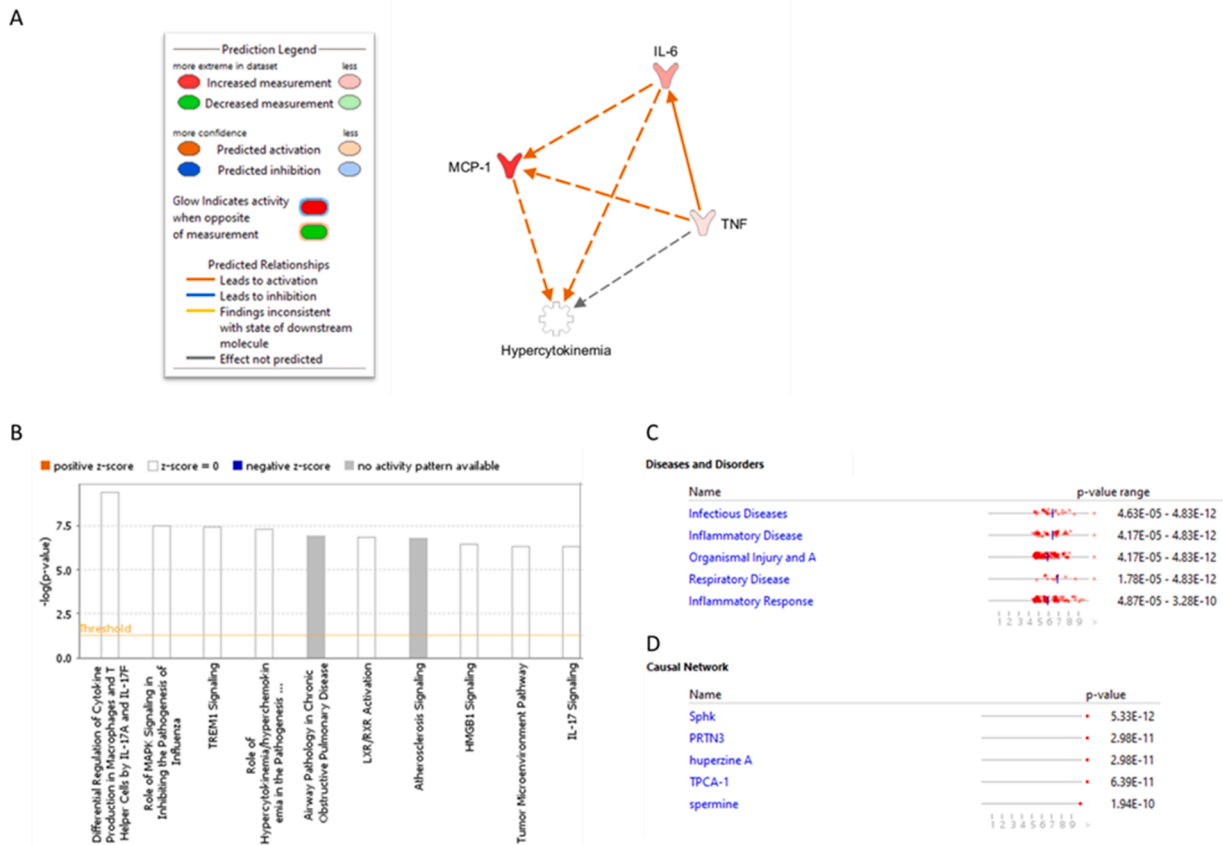 A
Prediction Legend
more extreme in dataset less
Increased measurement
Decreased measurement
more confidence less
Predicted activation
Predicted inhibition
Glow Indicates activity
when opposite
of measurement
Predicted Relationships
Leads to activation
Leads to inhibition
Findings inconsistent
with state of downstream
molecule
Effect not predicted
IL-6
MCP-1
TNF
Hypercytokinemia
B
positive z-score z-score = 0 negative z-score no activity pattern available
-log(p-value)
7.5
5.0
2.5
0.0
Threshold
Differential Regulation of Cytokine
Production in Macrophages and T
Helper Cells by IL-17A and IL-17F
Role of MAPK Signaling in
Inhibiting the Pathogenesis of
Influenza
TREM1 Signaling
Role of
Hypercytokinemia/hyperchemokin
emia in the Pathogenesis ...
Airway Pathology in Chronic
Obstructive Pulmonary Disease
LXR/RXR Activation
Atherosclerosis Signaling
HMGB1 Signaling
Tumor Microenvironment Pathway
IL-17 Signaling
C
Diseases and Disorders
Name p-value range
Infectious Diseases 4.63E-05 - 4.83E-12
Inflammatory Disease 4.17E-05 - 4.83E-12
Organismal Injury and A 4.17E-05 - 4.83E-12
Respiratory Disease 1.78E-05 - 4.83E-12
Inflammatory Response 4.87E-05 - 3.28E-10
1 2 3 4 5 6 7 8 9 >
D
Causal Network
Name p-value
Sphk 5.33E-12
PRTN3 2.98E-11
huperzine A 2.98E-11
TPCA-1 6.39E-11
spermine 1.94E-10
1 2 3 4 5 6 7 8 9 >